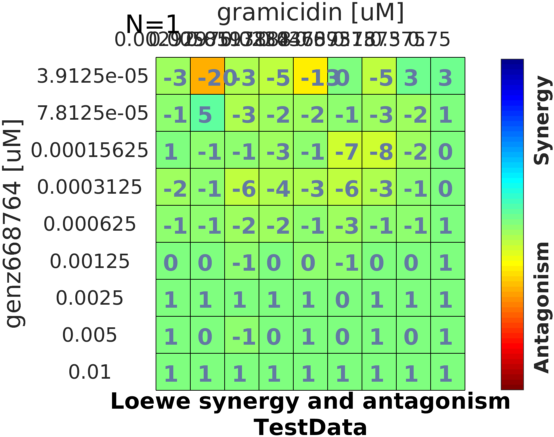 gramicidin [uM]
N=1
3.9125e-05 -3 -20 -3 -5 -13 0 -5 3 3
7.8125e-05 -1 5 -3 -2 -2 -1 -3 -2 1
0.00015625 1 -1 -1 -3 -1 -7 -8 -2 0
0.0003125 -2 -1 -6 -4 -3 -6 -3 -1 0
0.000625 -1 -1 -2 -2 -1 -3 -1 -1 1
0.00125 0 0 -1 0 0 -1 0 0 1
0.0025 1 1 1 1 1 0 1 1 1
0.005 1 0 -1 0 1 0 1 0 1
0.01 1 1 1 1 1 1 1 1 1
genz668764 [uM]
Synergy
Antagonism
Loewe synergy and antagonism
TestData